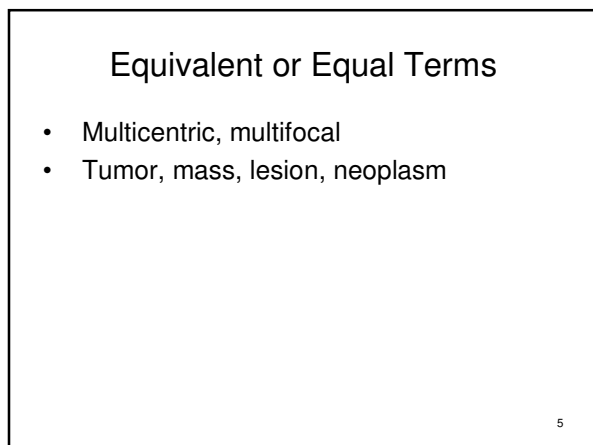 Equivalent or Equal Terms
• Multicentric, multifocal
• Tumor, mass, lesion, neoplasm
5